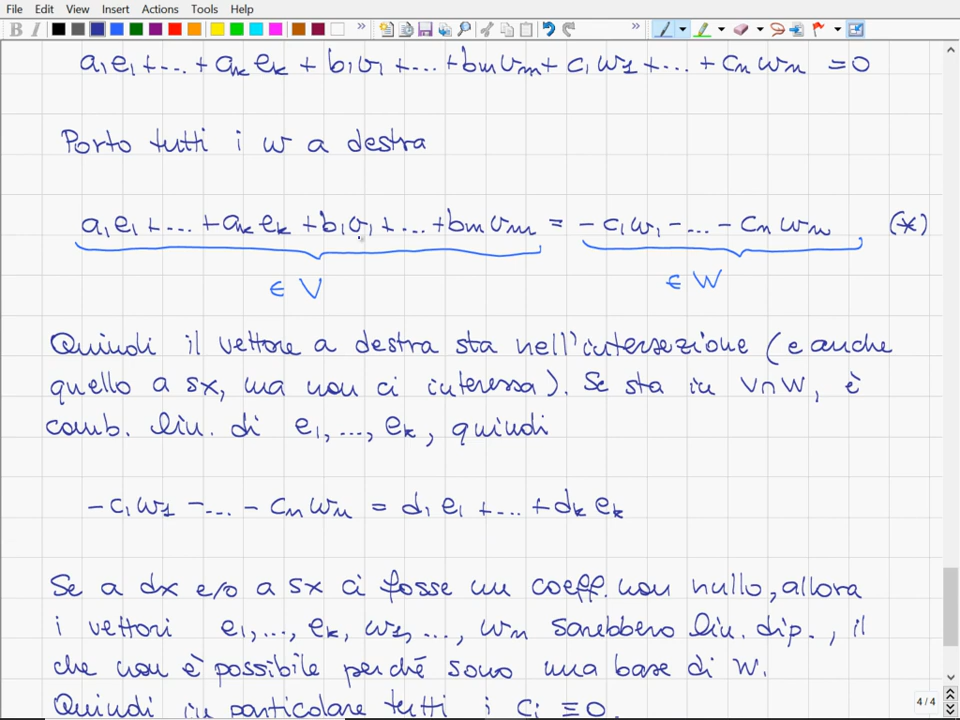 File Edit View Insert Actions Tools Help
B I
a₁e₁ + ... + aₖeₖ + b₁v₁ + ... + bₘvₘ + c₁w₁ + ... + cₙwₙ = 0
Porto tutti i w a destra
a₁e₁ + ... + aₖeₖ + b₁v₁ + ... + bₘvₘ = -c₁w₁ - ... - cₙwₙ (*)
∈ V ∈ W
Quindi il vettore a destra sta nell'intersezione (e anche
quello a sx, ma non ci interessa). Se sta in V∩W, è
comb. lin. di e₁, ..., eₖ, quindi
-c₁w₁ - ... - cₙwₙ = d₁e₁ + ... + dₖeₖ
Se a dx e/o a sx ci fosse un coeff. non nullo, allora
i vettori e₁, ..., eₖ, w₁, ..., wₙ sarebbero lin. dip., il
che non è possibile perché sono una base di W.
Quindi in particolare tutti i cᵢ = 0.
4/4